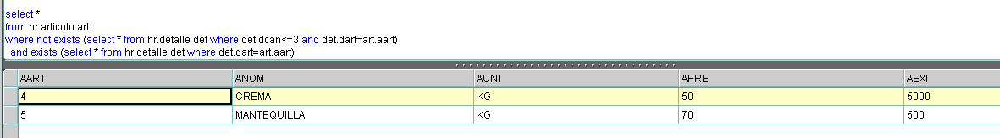 select *
from hr.articulo art
where not exists (select * from hr.detalle det where det.dcan<=3 and det.dart=art.aart)
and exists (select * from hr.detalle det where det.dart=art.aart)
AART ANOM AUNI APRE AEXI
4 CREMA KG 50 5000
5 MANTEQUILLA KG 70 500